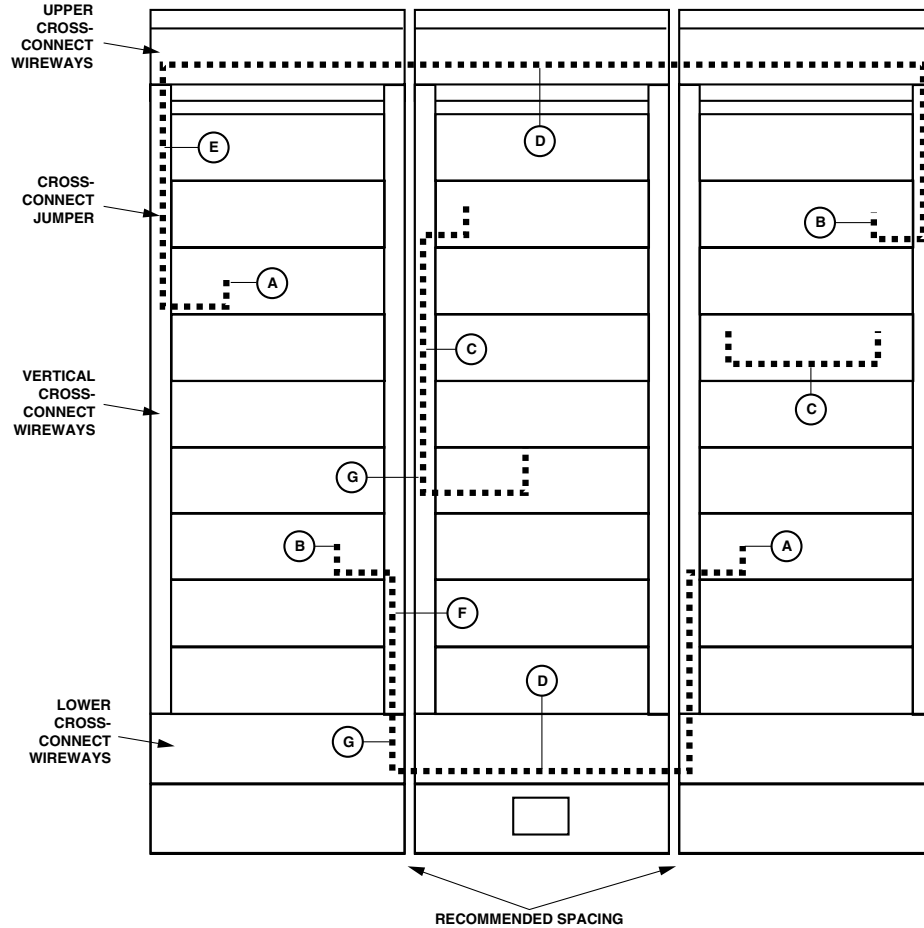 UPPER
CROSS-
CONNECT
WIREWAYS
D
E
CROSS-
CONNECT
JUMPER
B
A
C
VERTICAL
CROSS-
CONNECT
WIREWAYS
C
G
B
A
F
D
LOWER
CROSS-
CONNECT
WIREWAYS
G
RECOMMENDED SPACING